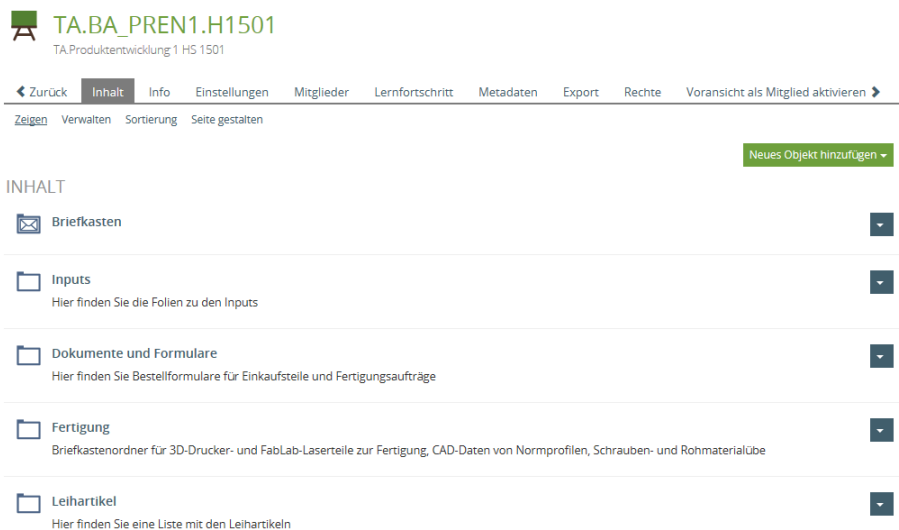 TA.BA_PREN1.H1501
TA.Produktentwicklung 1 HS 1501
Zurück Inhalt Info Einstellungen Mitglieder Lernfortschritt Metadaten Export Rechte Voransicht als Mitglied aktivieren
Zeigen Verwalten Sortierung Seite gestalten
Neues Objekt hinzufügen
INHALT
Briefkasten
Inputs
Hier finden Sie die Folien zu den Inputs
Dokumente und Formulare
Hier finden Sie Bestellformulare für Einkaufsteile und Fertigungsaufträge
Fertigung
Briefkastenordner für 3D-Drucker- und FabLab-Laserteile zur Fertigung, CAD-Daten von Normprofilen, Schrauben- und Rohmaterialübe
Leihartikel
Hier finden Sie eine Liste mit den Leihartikeln